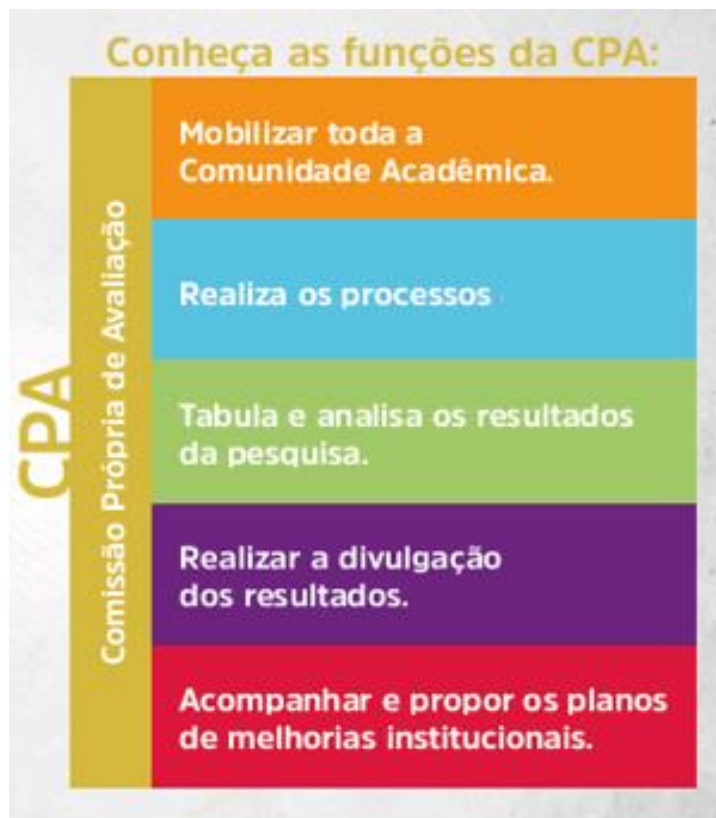 Conheça as funções da CPA:
CPA
Comissão Própria de Avaliação
Mobilizar toda a
Comunidade Acadêmica.
Realiza os processos
Tabula e analisa os resultados
da pesquisa.
Realizar a divulgação
dos resultados.
Acompanhar e propor os planos
de melhorias institucionais.